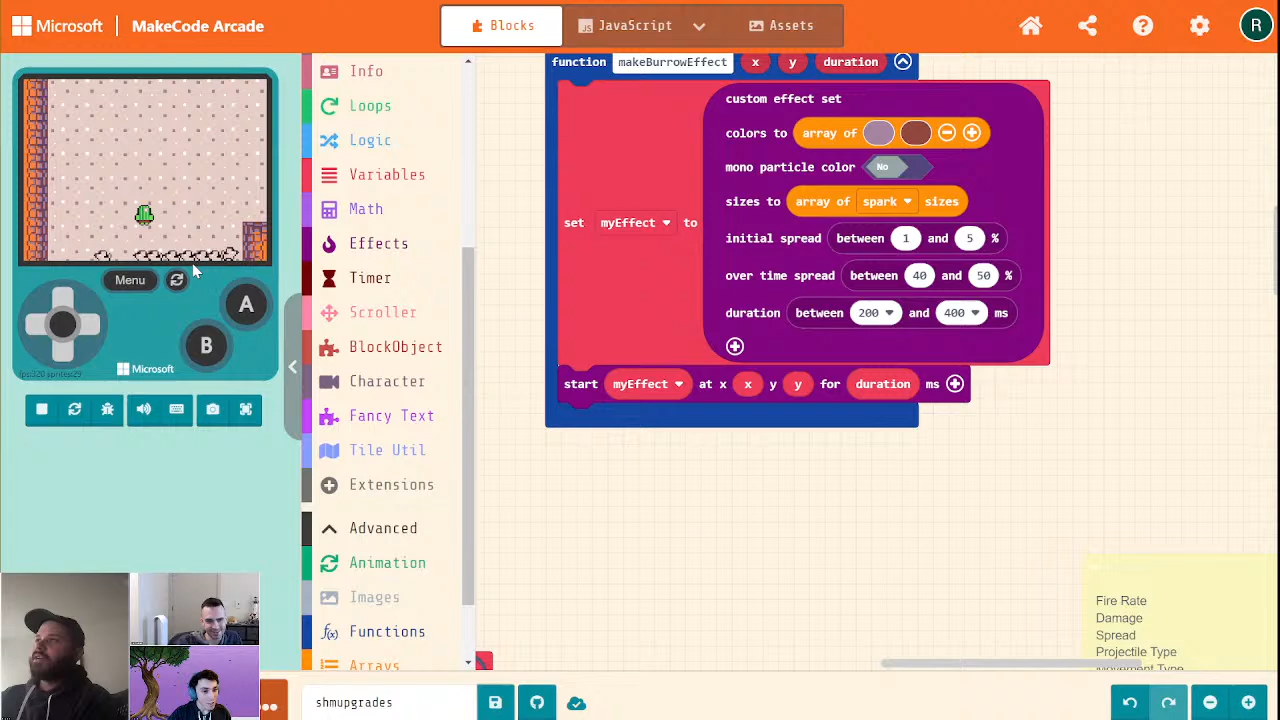 Microsoft
MakeCode Arcade
Blocks
JavaScript
Assets
R
Menu
A
B
Microsoft
Info
Loops
Logic
Variables
Math
Effects
Timer
Scroller
BlockObject
Character
Fancy Text
Tile Util
Extensions
Advanced
Animation
Images
Functions
Arrays
function makeBurrowEffect x y duration
custom effect set
colors to array of
mono particle color No
sizes to array of spark sizes
set myEffect to
initial spread between 1 and 5 %
over time spread between 40 and 50 %
duration between 200 and 400 ms
start myEffect at x x y y for duration ms
Fire Rate
Damage
Spread
Projectile Type
Movement Type
shmupgrades